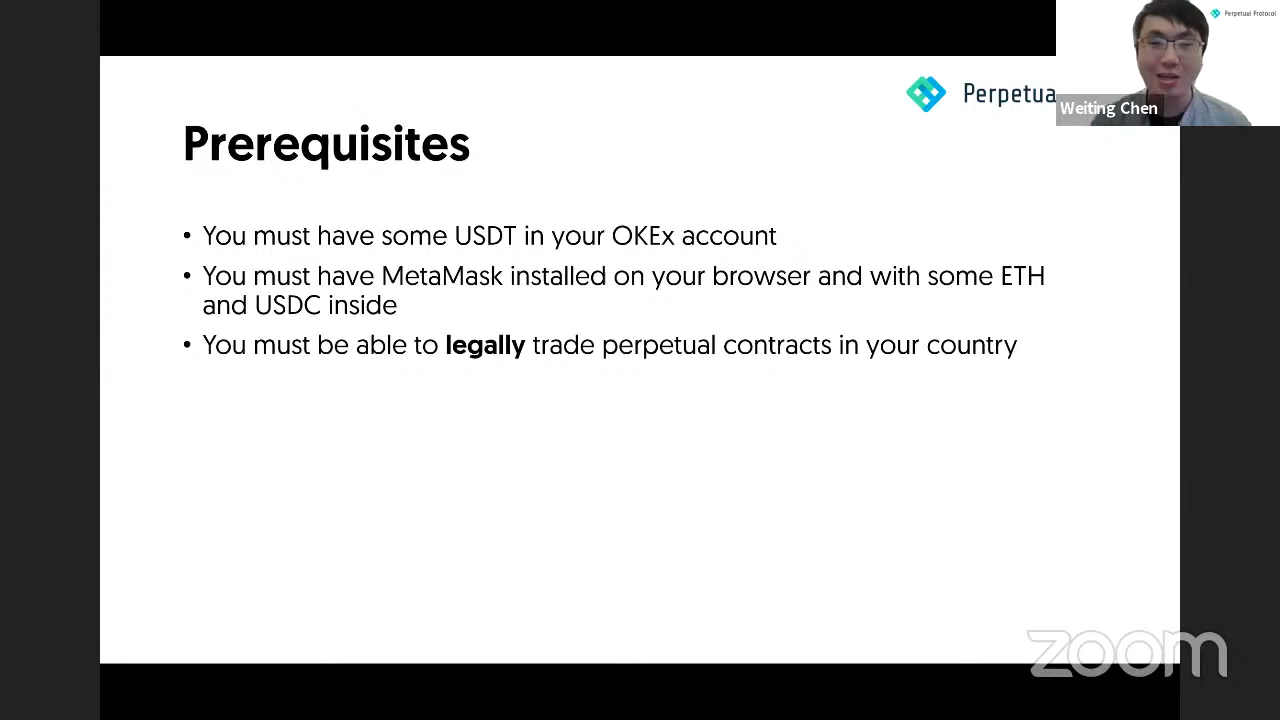 Perpetual Protocol
Perpetua
Weiting Chen
Prerequisites
• You must have some USDT in your OKEx account
• You must have MetaMask installed on your browser and with some ETH
and USDC inside
• You must be able to legally trade perpetual contracts in your country
zoom